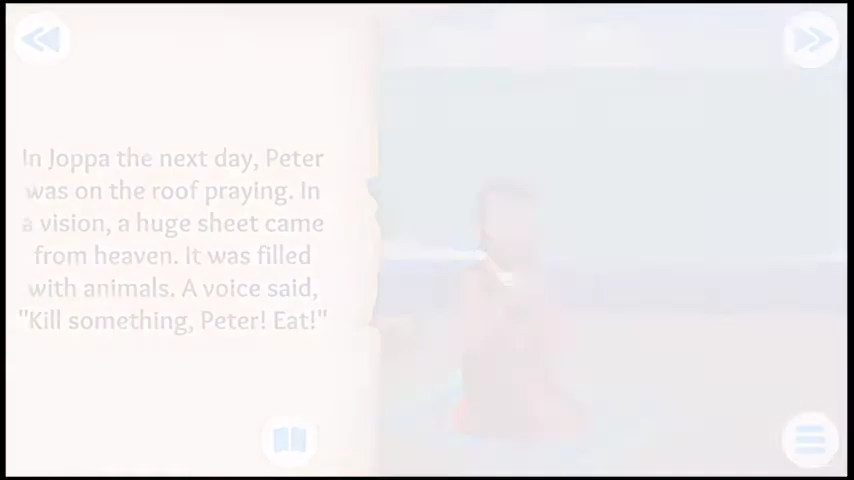 In Joppa the next day, Peter
was on the roof praying. In
a vision, a huge sheet came
from heaven. It was filled
with animals. A voice said,
"Kill something, Peter! Eat!"